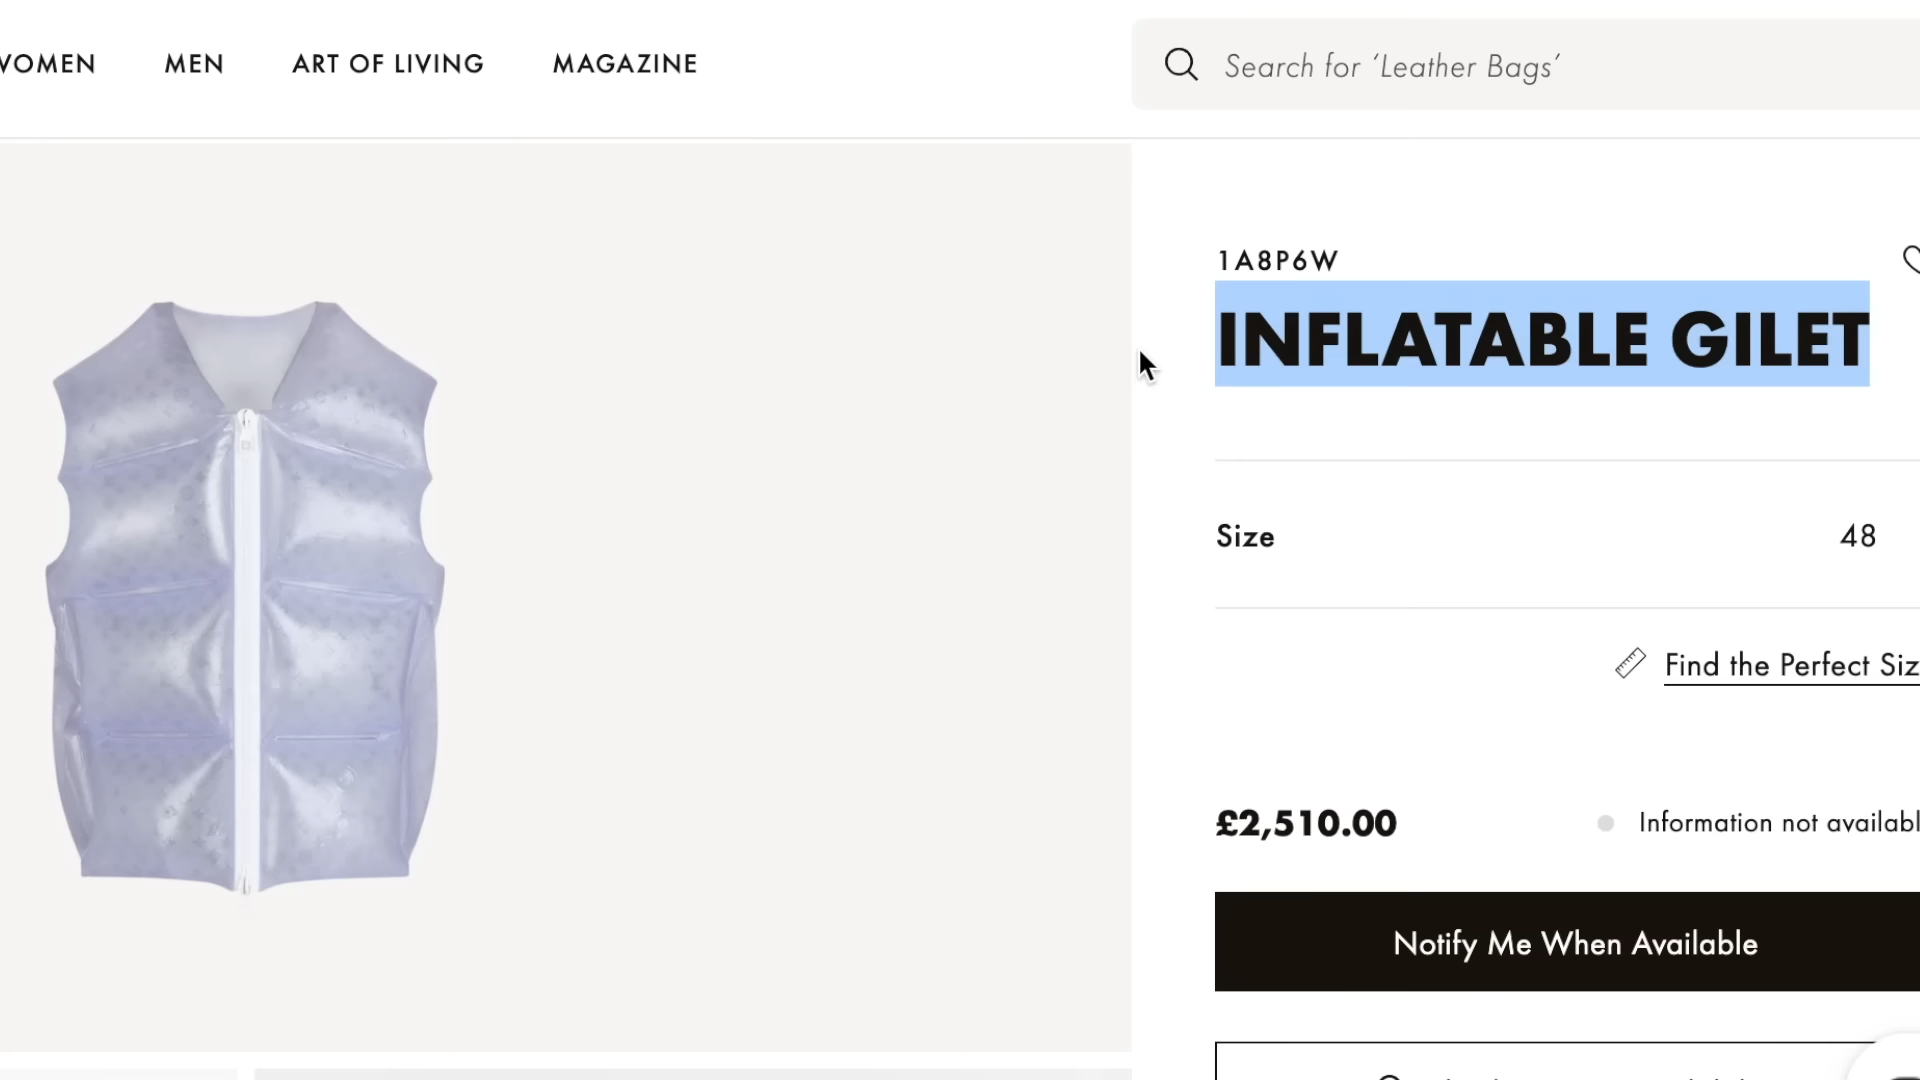 WOMEN MEN ART OF LIVING MAGAZINE
Search for ‘Leather Bags’
1A8P6W
INFLATABLE GILET
Size 48
Find the Perfect Siz
£2,510.00
Information not availabl
Notify Me When Available